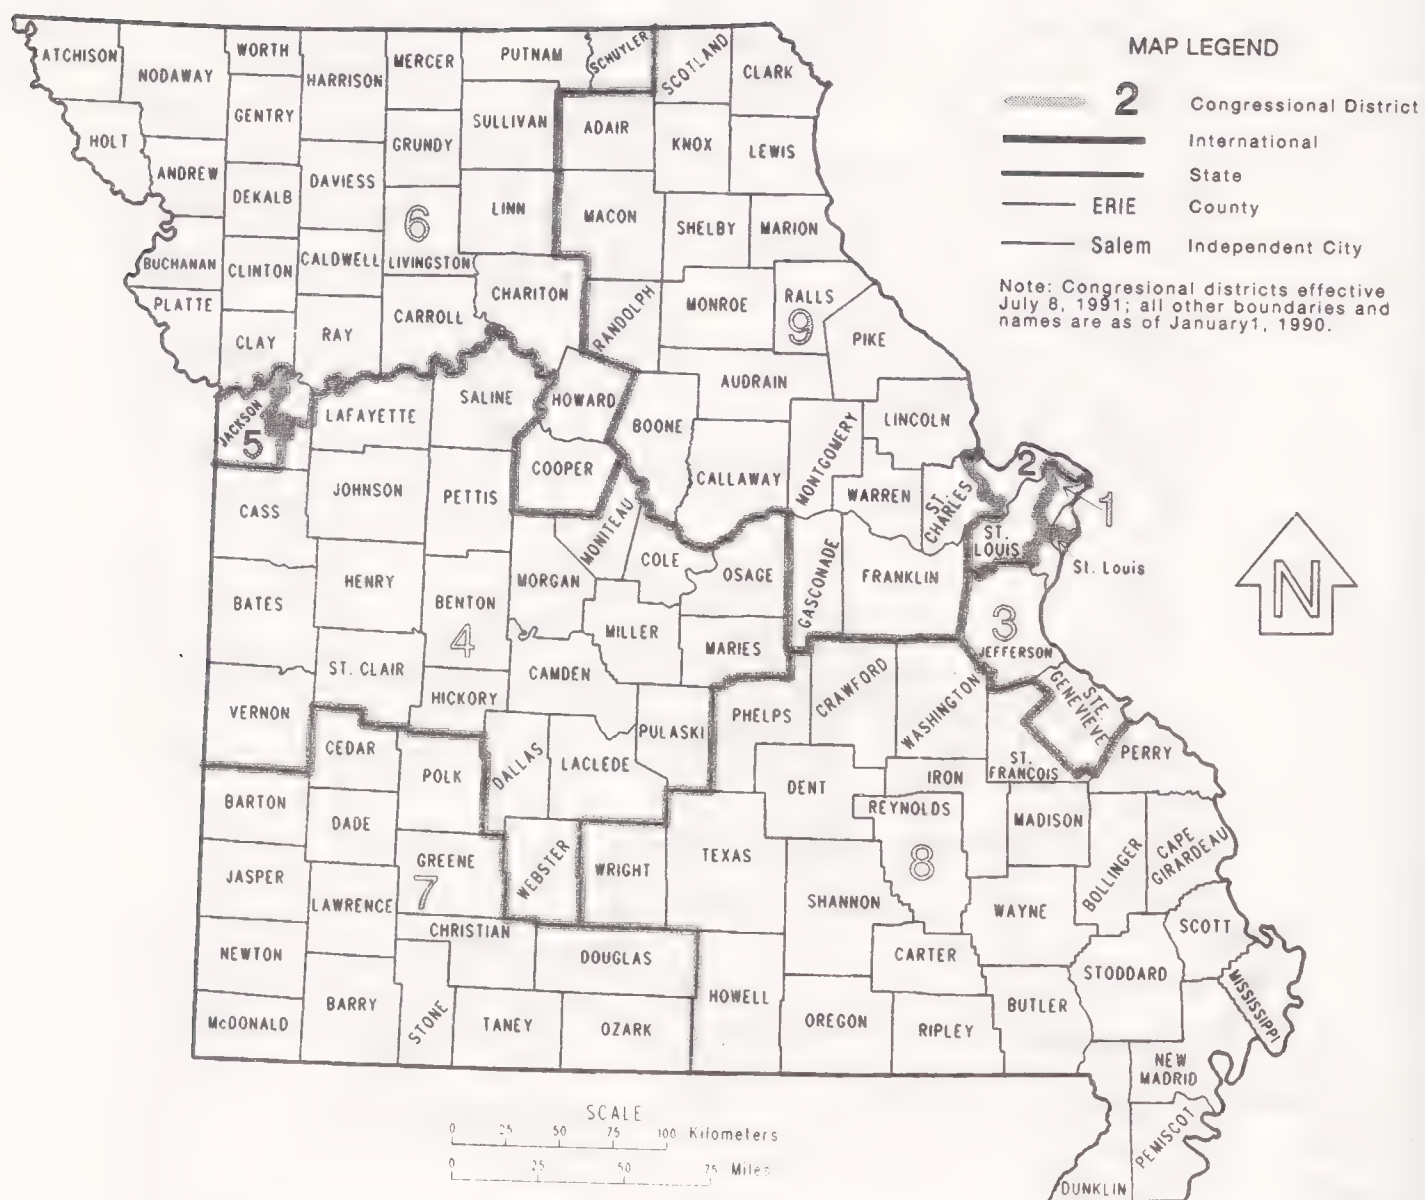 MAP LEGEND
2 Congressional District
International
State
ERIE County
Salem Independent City
Note: Congresional districts effective
July 8, 1991; all other boundaries and
names are as of January1, 1990.
ATCHISON
NODAWAY
WORTH
HARRISON
MERCER
PUTNAM
SCHUYLER
SCOTLAND
CLARK
GENTRY
SULLIVAN
ADAIR
HOLT
GRUNDY
KNOX
LEWIS
ANDREW
DEKALB
DAVIESS
6
LINN
MACON
SHELBY
MARION
BUCHANAN
CLINTON
CALDWELL
LIVINGSTON
CHARITON
RANDOLPH
MONROE
RALLS
9
PLATTE
CLAY
RAY
CARROLL
PIKE
AUDRAIN
JACKSON
5
LAFAYETTE
SALINE
HOWARD
BOONE
LINCOLN
COOPER
CALLAWAY
MONTGOMERY
WARREN
ST.
CHARLES
2
1
CASS
JOHNSON
PETTIS
MONITEAU
COLE
OSAGE
GASCONADE
FRANKLIN
ST.
LOUIS
St. Louis
N
BATES
HENRY
BENTON
4
MORGAN
MILLER
MARIES
3
JEFFERSON
ST. CLAIR
CAMDEN
CRAWFORD
WASHINGTON
STE.
GENEVIEVE
VERNON
HICKORY
PULASKI
PHELPS
CEDAR
POLK
DALLAS
LACLEDE
DENT
IRON
ST.
FRANCOIS
PERRY
BARTON
DADE
REYNOLDS
MADISON
JASPER
GREENE
7
WEBSTER
WRIGHT
TEXAS
8
BOLLINGER
CAPE
GIRARDEAU
LAWRENCE
SHANNON
WAYNE
SCOTT
CHRISTIAN
NEWTON
DOUGLAS
CARTER
STODDARD
MISSISSIPPI
McDONALD
BARRY
STONE
TANEY
OZARK
HOWELL
OREGON
RIPLEY
BUTLER
NEW
MADRID
PEMISCOT
DUNKLIN
SCALE
0 25 50 75 100 Kilometers
0 25 50 75 Miles